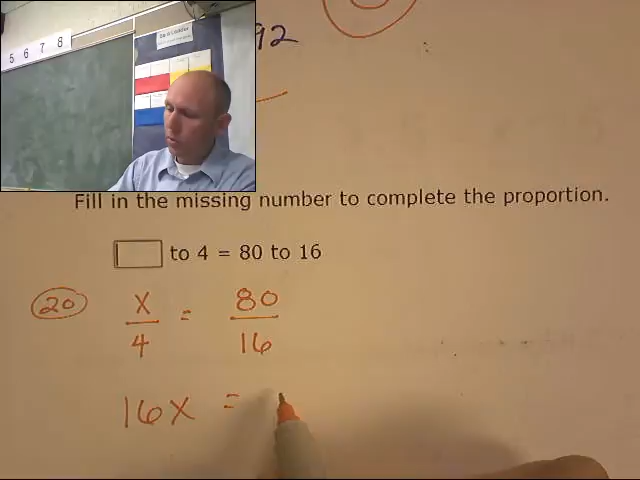 5 6 7 8
92
Fill in the missing number to complete the proportion.
to 4 = 80 to 16
20
x/4 = 80/16
16x =